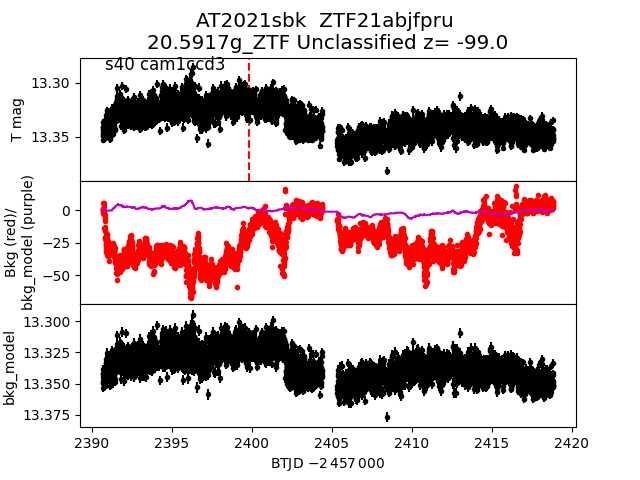 AT2021sbk  ZTF21abjfpru
20.5917g_ZTF Unclassified z= -99.0
s40 cam1ccd3
T mag
13.30
13.35
Bkg (red)/
bkg_model (purple)
0
−25
−50
bkg_model
13.300
13.325
13.350
13.375
2390 2395 2400 2405 2410 2415 2420
BTJD −2 457 000